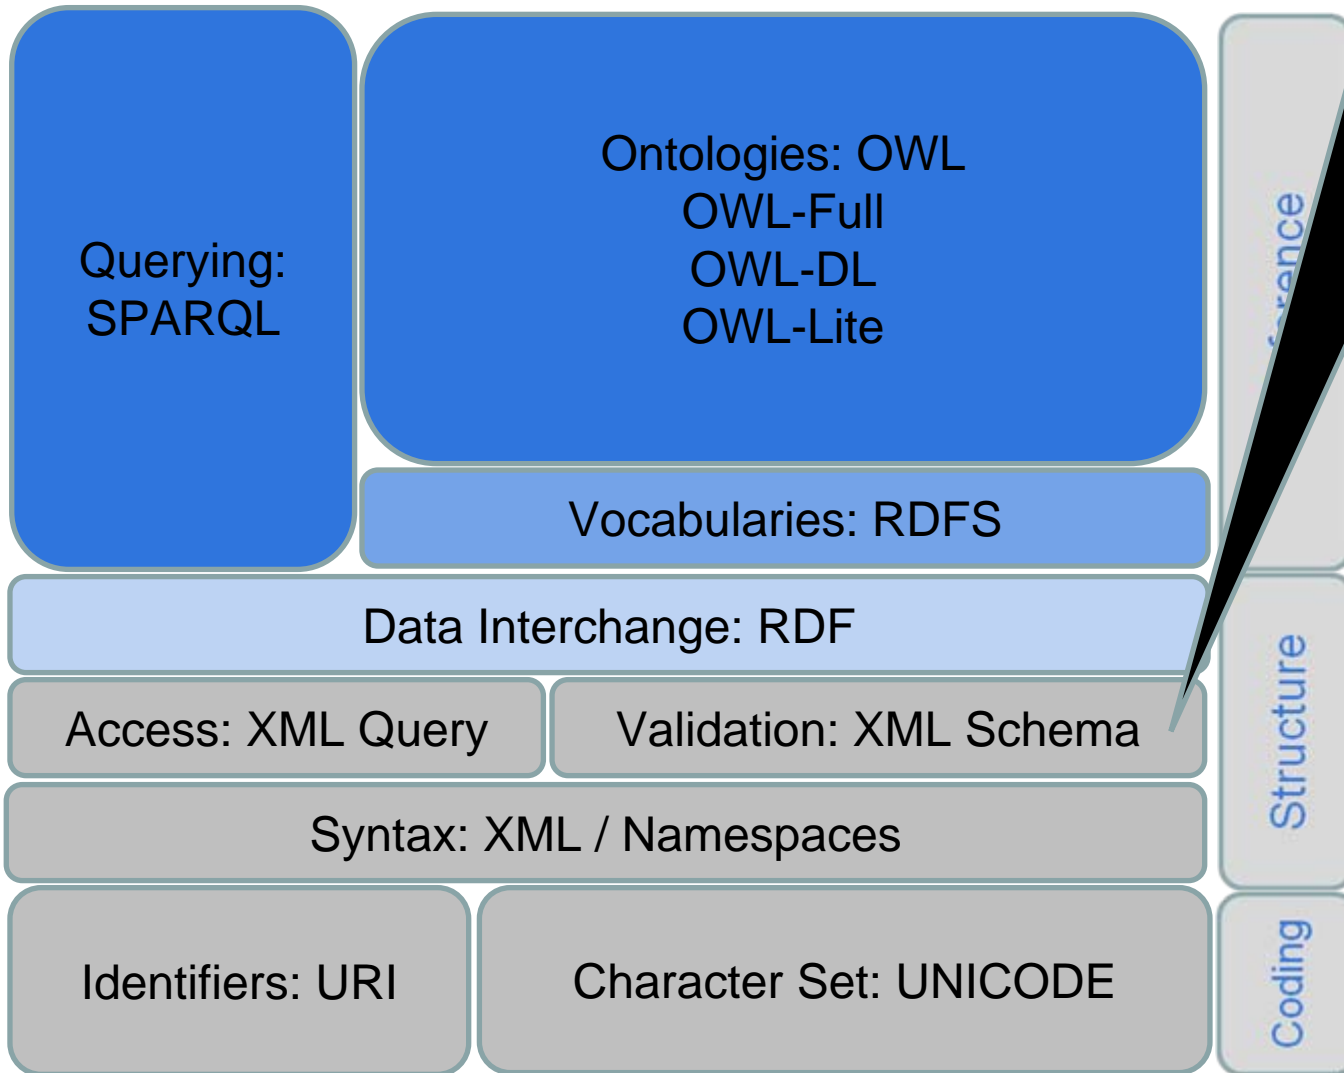 Querying:
SPARQL
Ontologies: OWL
OWL-Full
OWL-DL
OWL-Lite
Vocabularies: RDFS
Data Interchange: RDF
Access: XML Query
Validation: XML Schema
Syntax: XML / Namespaces
Identifiers: URI
Character Set: UNICODE
Structure
Coding